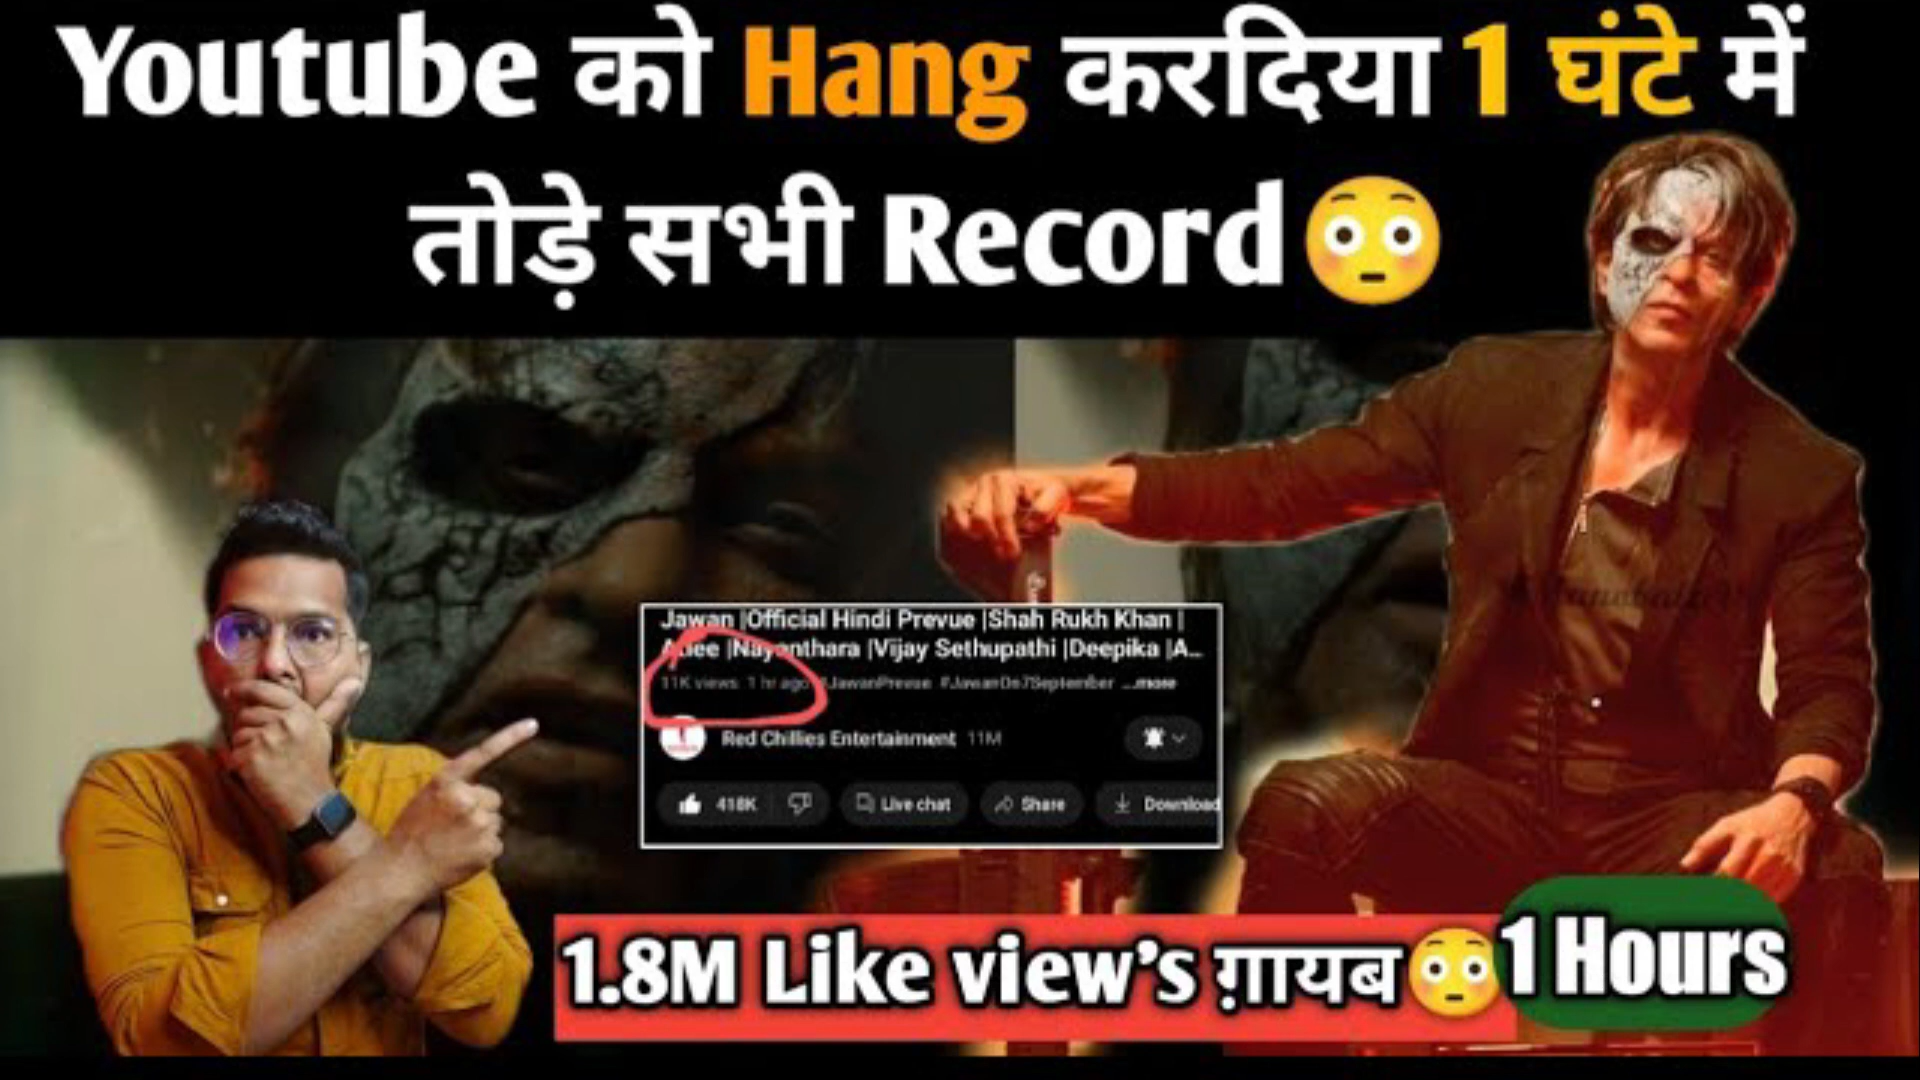 Youtube को Hang करदिया 1 घंटे में
तोड़े सभी Record
Jawan |Official Hindi Prevue |Shah Rukh Khan |
Atlee |Nayanthara |Vijay Sethupathi |Deepika |A...
11K views 1 hr ago #JawanPrevue #JawanOn7September ...more
Red Chillies Entertainment 11M
418K Live chat Share Download
1.8M Like view's ग़ायब 1 Hours